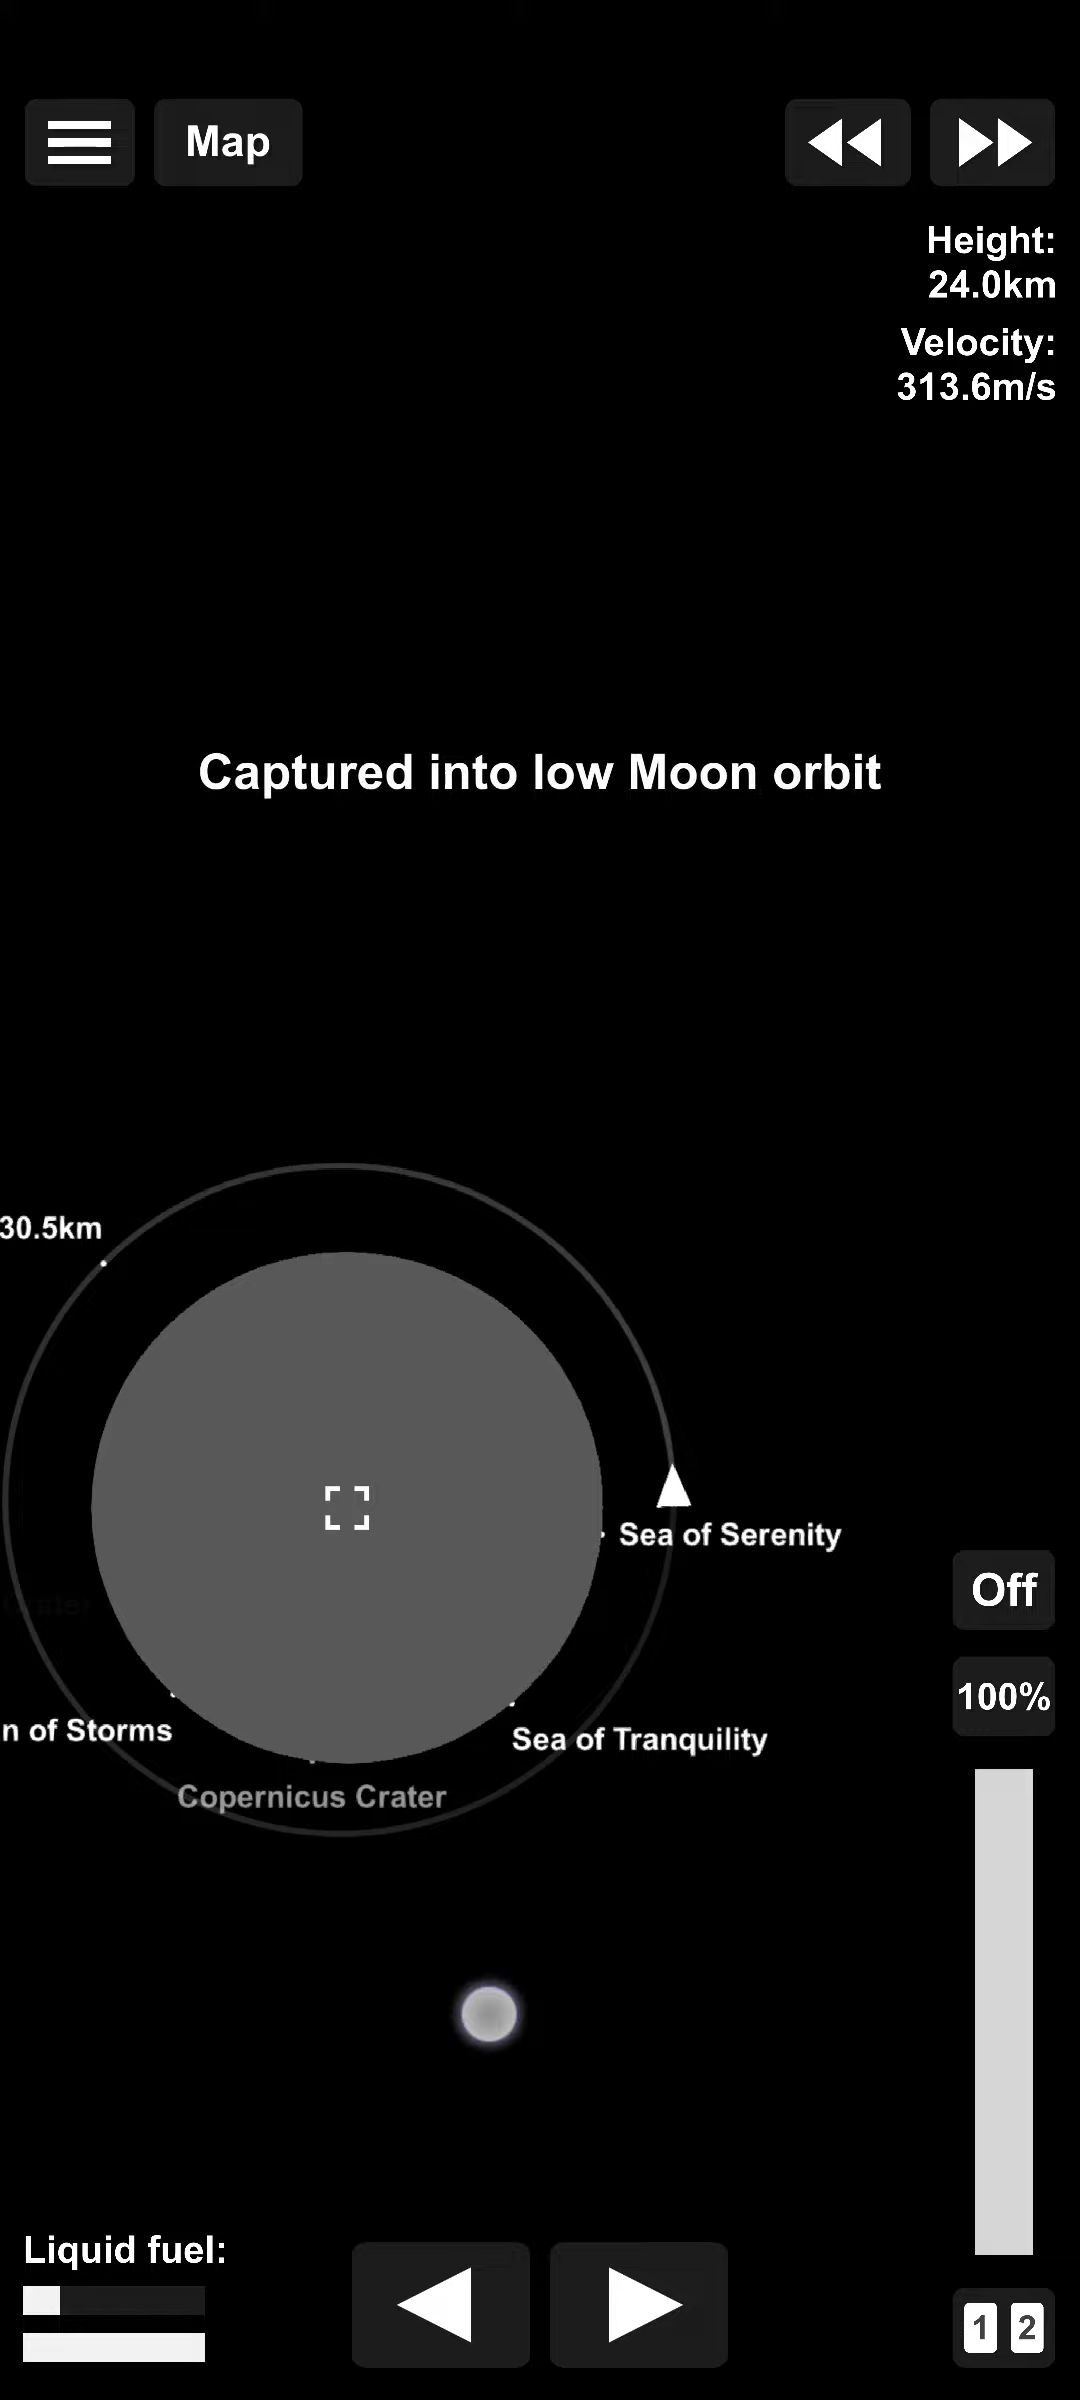 Map
Height:
24.0km
Velocity:
313.6m/s
Captured into low Moon orbit
30.5km
Sea of Serenity
Off
100%
n of Storms
Sea of Tranquility
Copernicus Crater
Liquid fuel:
1 2